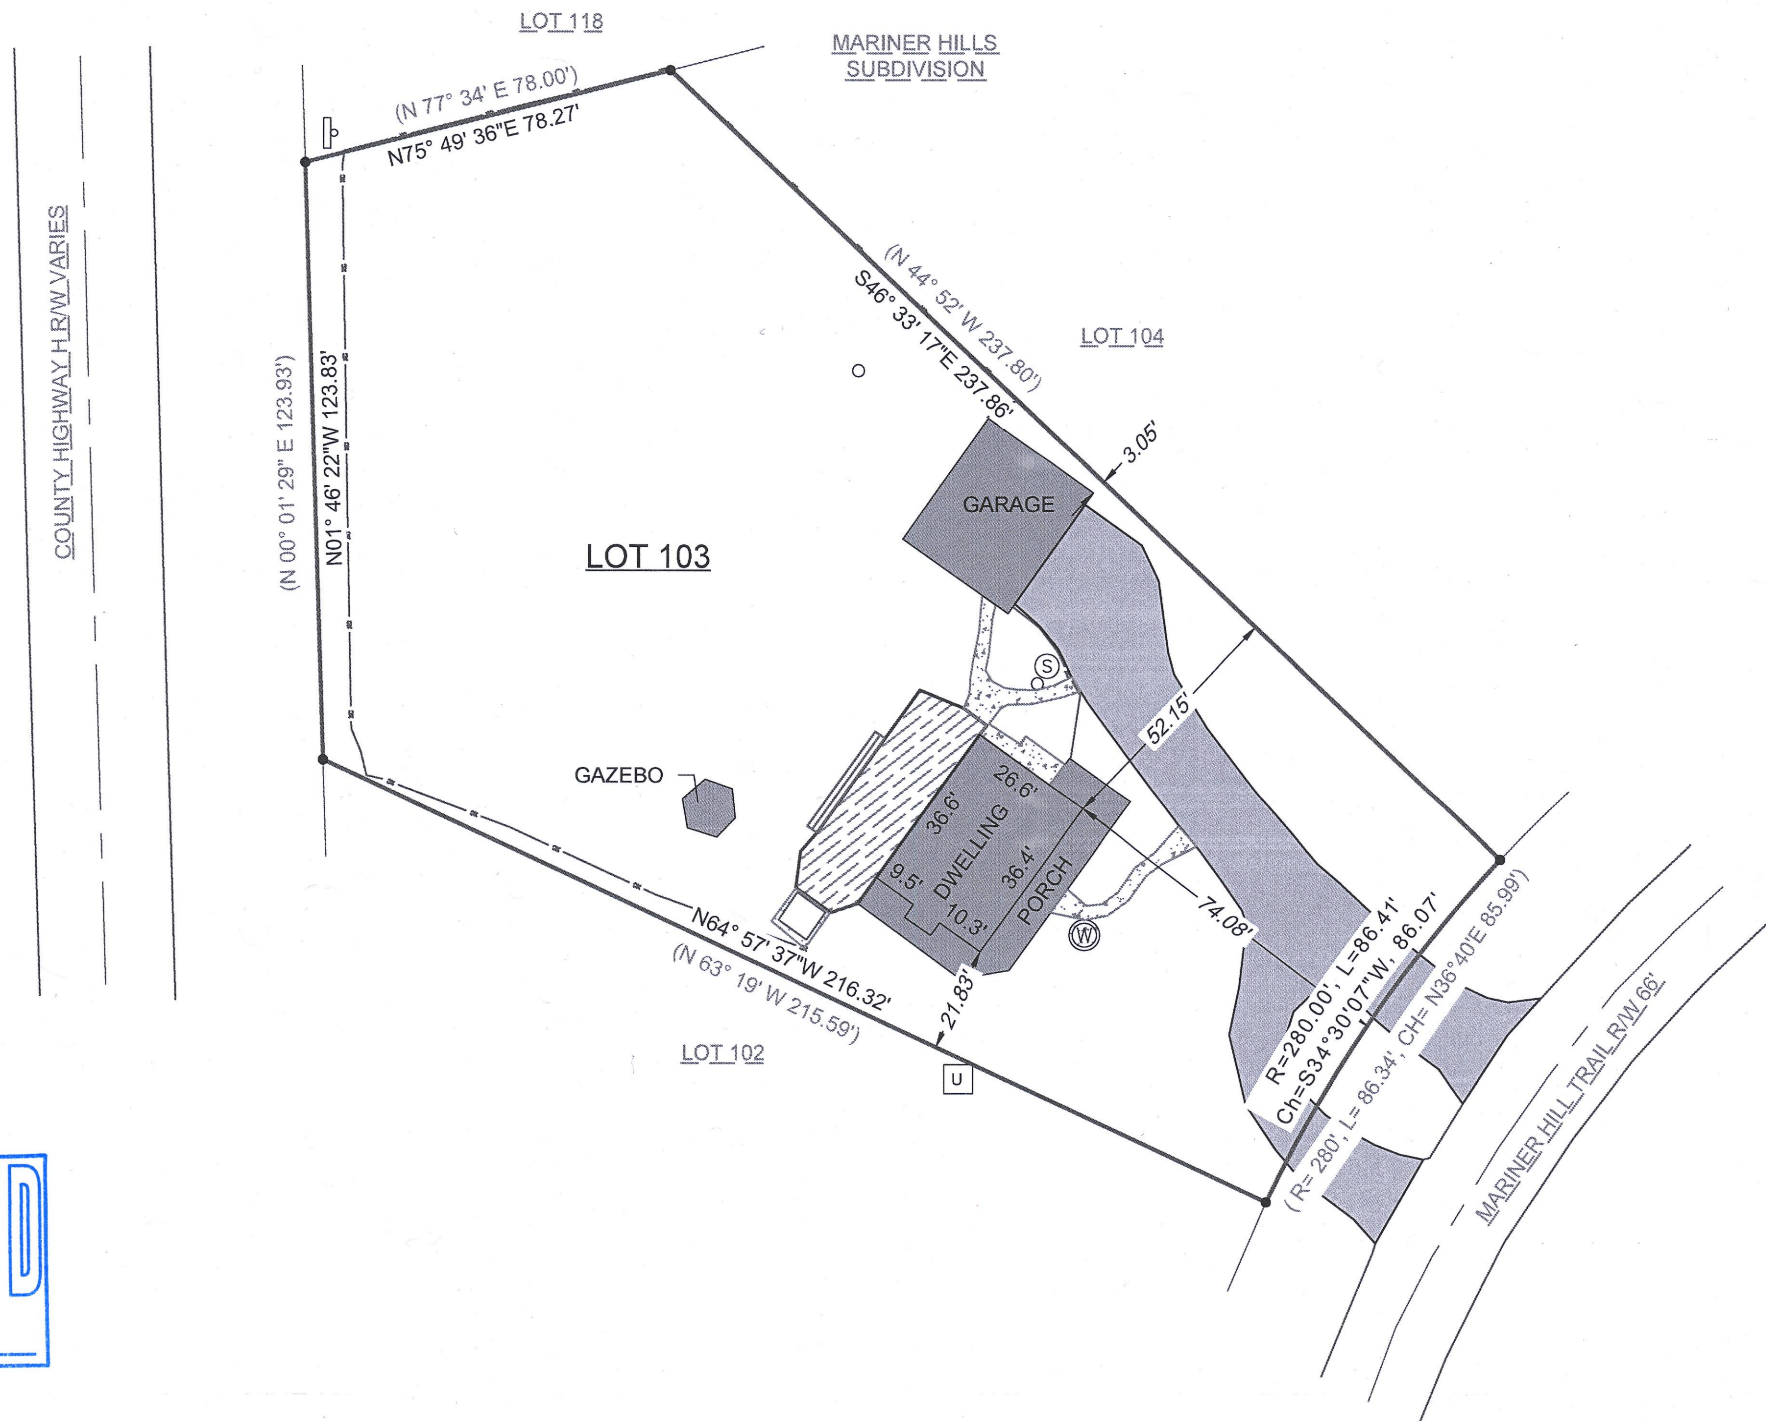 LOT 118
MARINER HILLS
SUBDIVISION
(N 77° 34' E 78.00')
N75° 49' 36"E 78.27'
COUNTY HIGHWAY H R/W VARIES
(N 00° 01' 29" E 123.93')
N01° 46' 22"W 123.83'
(N 44° 52' W 237.80')
S46° 33' 17"E 237.86'
LOT 104
3.05'
GARAGE
LOT 103
S
52.15'
GAZEBO
26.6'
36.6'
DWELLING
36.4'
PORCH
9.5'
10.3'
W
74.08'
21.83'
N64° 57' 37"W 216.32'
(N 63° 19' W 215.59')
LOT 102
U
R=280.00', L=86.41'
Ch=S34°30'07"W, 86.07'
( R= 280', L= 86.34', CH= N36°40'E 85.99')
MARINER HILL TRAIL R/W 66'
D